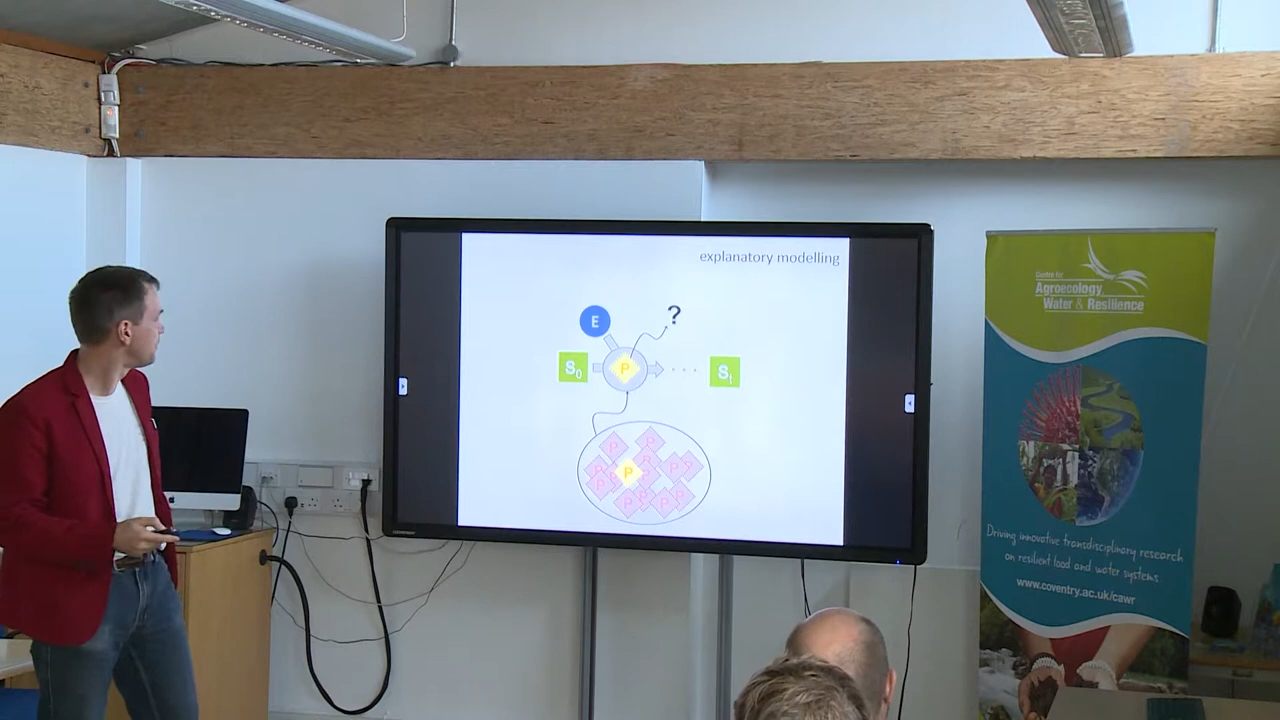 explanatory modelling
E
?
S0
P
...
St
P
P
P
P
P
P
P
P
P
P
P
P
Centre for
Agroecology,
Water & Resilience
Driving innovative transdisciplinary research
on resilient food and water systems
www.coventry.ac.uk/cawr